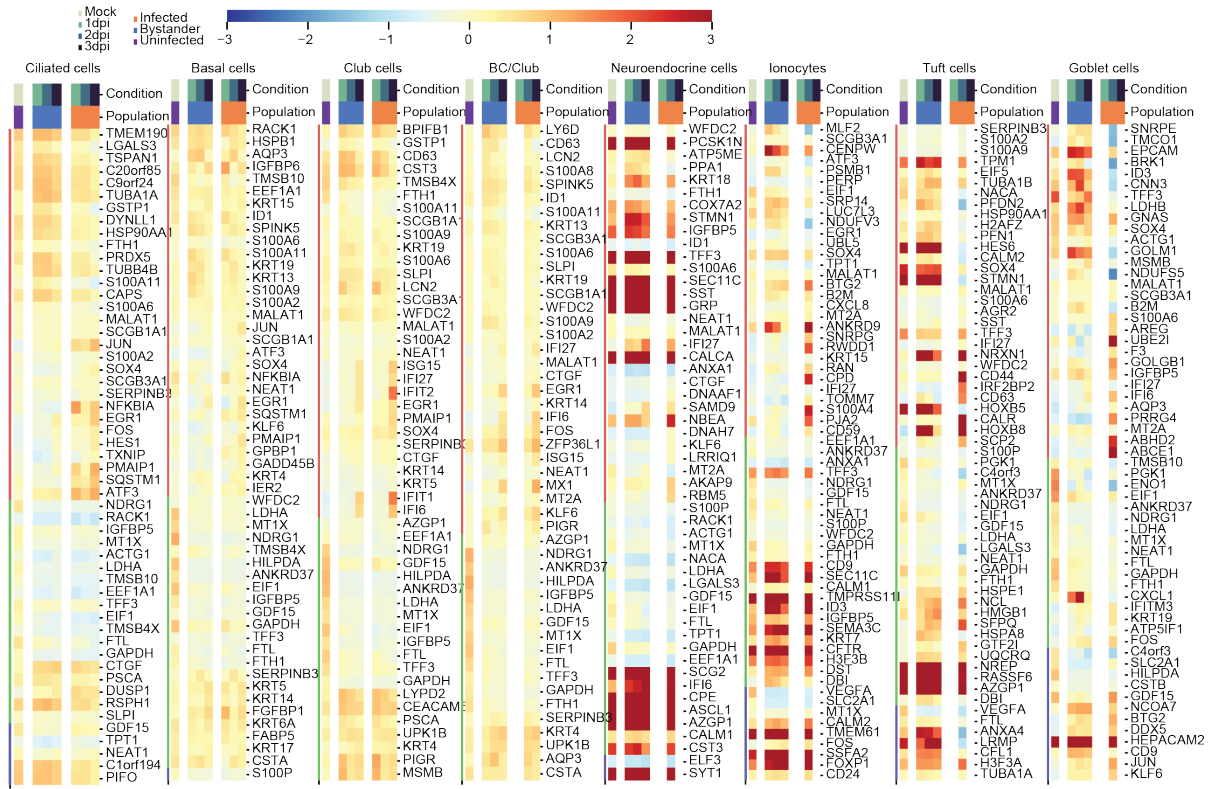 Mock
1dpi
2dpi
3dpi
Infected
Bystander
Uninfected
−3
−2
−1
0
1
2
3
Ciliated cells
Condition
Population
TMEM190
LGALS3
TSPAN1
C20orf85
C9orf24
TUBA1A
GSTP1
DYNLL1
HSP90AA1
FTH1
PRDX5
TUBB4B
S100A11
CAPS
S100A6
MALAT1
SCGB1A1
JUN
S100A2
SOX4
SCGB3A1
SERPINB3
NFKBIA
EGR1
FOS
HES1
TXNIP
PMAIP1
SQSTM1
ATF3
NDRG1
RACK1
IGFBP5
MT1X
ACTG1
LDHA
TMSB10
EEF1A1
TFF3
EIF1
TMSB4X
FTL
GAPDH
CTGF
PSCA
DUSP1
RSPH1
SLPI
GDF15
TPT1
NEAT1
C1orf194
PIFO
Basal cells
Condition
Population
RACK1
HSPB1
AQP3
IGFBP6
TMSB10
EEF1A1
KRT15
ID1
SPINK5
S100A6
S100A11
KRT19
KRT13
S100A9
S100A2
MALAT1
JUN
SCGB1A1
ATF3
SOX4
NFKBIA
NEAT1
EGR1
SQSTM1
KLF6
PMAIP1
GPBP1
GADD45B
KRT4
IER2
WFDC2
LDHA
MT1X
NDRG1
TMSB4X
HILPDA
ANKRD37
EIF1
IGFBP5
GDF15
GAPDH
TFF3
FTL
FTH1
SERPINB3
KRT5
KRT14
FGFBP1
KRT6A
FABP5
KRT17
CSTA
S100P
Club cells
Condition
Population
BPIFB1
GSTP1
CD63
CST3
TMSB4X
FTH1
S100A11
SCGB1A1
S100A9
KRT19
S100A6
SLPI
LCN2
SCGB3A1
WFDC2
MALAT1
S100A2
NEAT1
ISG15
IFI27
IFIT2
EGR1
PMAIP1
SOX4
SERPINB3
CTGF
KRT14
KRT5
IFIT1
IFI6
AZGP1
EEF1A1
NDRG1
GDF15
HILPDA
ANKRD37
LDHA
MT1X
EIF1
IGFBP5
FTL
TFF3
GAPDH
LYPD2
CEACAM5
PSCA
UPK1B
KRT4
PIGR
MSMB
BC/Club
Condition
Population
LY6D
CD63
LCN2
S100A8
SPINK5
ID1
S100A11
KRT13
SCGB3A1
S100A6
SLPI
KRT19
SCGB1A1
WFDC2
S100A9
S100A2
IFI27
MALAT1
CTGF
EGR1
KRT14
IFI6
FOS
ZFP36L1
ISG15
NEAT1
MX1
MT2A
KLF6
PIGR
AZGP1
NDRG1
ANKRD37
HILPDA
IGFBP5
LDHA
GDF15
MT1X
EIF1
FTL
TFF3
GAPDH
FTH1
SERPINB3
KRT4
UPK1B
AQP3
CSTA
Neuroendocrine cells
Condition
Population
WFDC2
PCSK1N
ATP5ME
PPA1
KRT18
FTH1
COX7A2
STMN1
IGFBP5
ID1
TFF3
S100A6
SEC11C
SST
GRP
NEAT1
MALAT1
IFI27
CALCA
ANXA1
CTGF
DNAAF1
SAMD9
NBEA
DNAH7
KLF6
LRRIQ1
MT2A
AKAP9
RBM5
S100P
RACK1
ACTG1
MT1X
NACA
LDHA
LGALS3
GDF15
EIF1
FTL
TPT1
GAPDH
EEF1A1
SCG2
IFI6
CPE
ASCL1
AZGP1
CALM1
CST3
ELF3
SYT1
Ionocytes
Condition
Population
MLF2
SCGB3A1
CENPW
ATF3
PSMB1
PERP
EIF1
SRP14
LUC7L3
NDUFV3
EGR1
UBL5
SOX4
TPT1
MALAT1
BTG2
B2M
CXCL8
MT2A
ANKRD9
SNRPG
RWDD1
KRT15
RAN
CPD
IFI27
TOMM7
S100A4
PJA2
CD59
EEF1A1
ANKRD37
ANXA1
TFF3
NDRG1
GDF15
FTL
NEAT1
S100P
WFDC2
GAPDH
FTH1
CD9
SEC11C
CALM1
TMPRSS11E
ID3
IGFBP5
SEMA3C
KRT7
CFTR
H3F3B
DST
DBI
VEGFA
SLC2A1
MT1X
CALM2
TMEM61
FOS
SSFA2
FOXP1
CD24
Tuft cells
Condition
Population
SERPINB3
S100A2
S100A9
TPM1
EIF5
TUBA1B
NACA
PFDN2
HSP90AA1
H2AFZ
PFN1
HES6
CALM2
SOX4
STMN1
MALAT1
S100A6
AGR2
SST
TFF3
IFI27
NRXN1
WFDC2
CD44
IRF2BP2
CD63
HOXB5
CALR
HOXB8
SCP2
S100P
PGK1
C4orf3
MT1X
ANKRD37
NDRG1
EIF1
GDF15
LDHA
LGALS3
NEAT1
GAPDH
FTH1
HSPE1
NCL
HMGB1
SFPQ
HSPA8
GTF2I
UQCRQ
NREP
RASSF6
AZGP1
DBI
VEGFA
FTL
ANXA4
LRMP
CFL1
H3F3A
TUBA1A
Goblet cells
Condition
Population
SNRPE
TMCO1
EPCAM
BRK1
ID3
CNN3
TFF3
LDHB
GNAS
SOX4
ACTG1
GOLM1
MSMB
NDUFS5
MALAT1
SCGB3A1
B2M
S100A6
AREG
UBE2I
F3
GOLGB1
IGFBP5
IFI27
IFI6
AQP3
PRRG4
MT2A
ABHD2
ABCE1
TMSB10
PGK1
ENO1
EIF1
ANKRD37
NDRG1
LDHA
MT1X
NEAT1
FTL
GAPDH
FTH1
CXCL1
IFITM3
KRT19
ATP5IF1
FOS
C4orf3
SLC2A1
HILPDA
CSTB
GDF15
NCOA7
BTG2
DDX5
HEPACAM2
CD9
JUN
KLF6